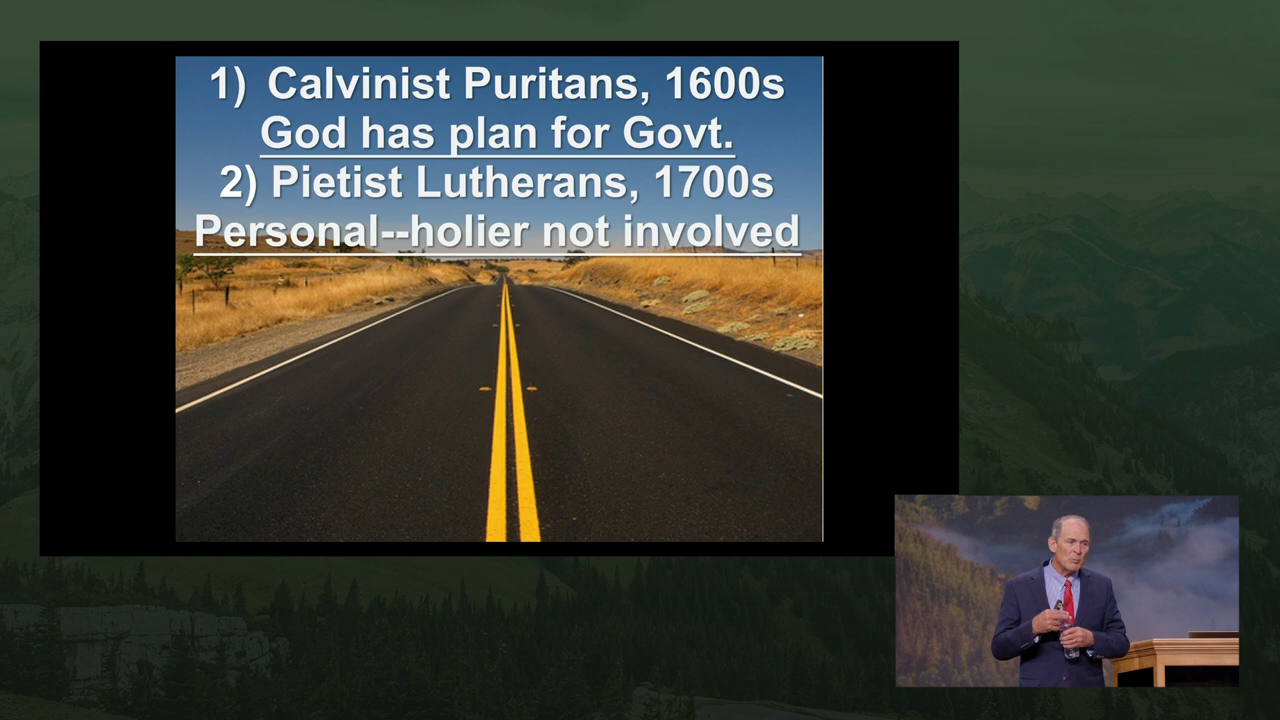 1) Calvinist Puritans, 1600s
God has plan for Govt.
2) Pietist Lutherans, 1700s
Personal--holier not involved